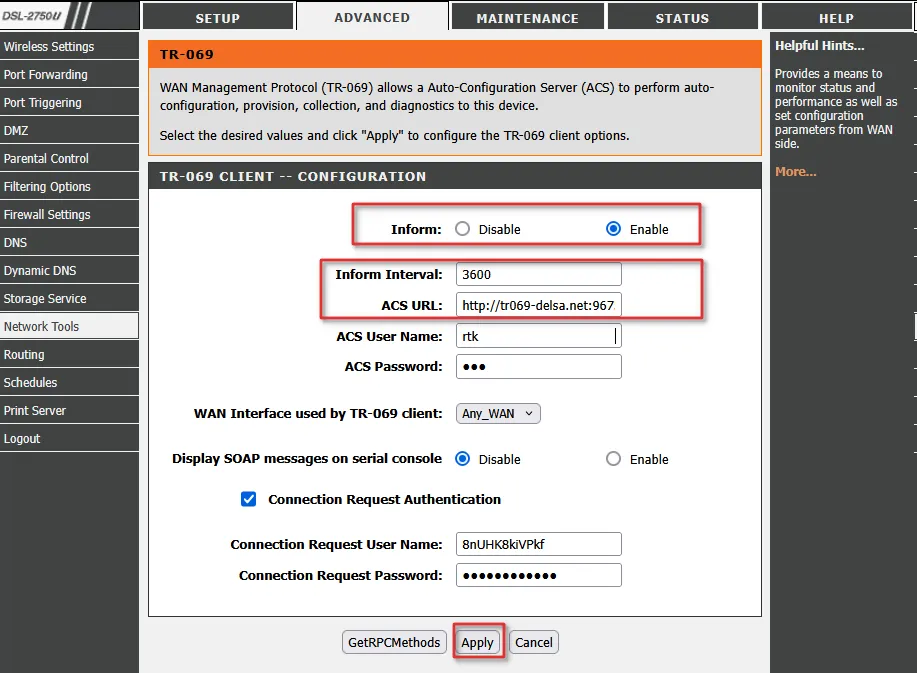 DSL-2750U
SETUP
ADVANCED
MAINTENANCE
STATUS
HELP
Wireless Settings
Port Forwarding
Port Triggering
DMZ
Parental Control
Filtering Options
Firewall Settings
DNS
Dynamic DNS
Storage Service
Network Tools
Routing
Schedules
Print Server
Logout
TR-069
WAN Management Protocol (TR-069) allows a Auto-Configuration Server (ACS) to perform auto-
configuration, provision, collection, and diagnostics to this device.
Select the desired values and click "Apply" to configure the TR-069 client options.
TR-069 CLIENT -- CONFIGURATION
Inform: Disable Enable
Inform Interval: 3600
ACS URL: http://tr069-delsa.net:967
ACS User Name: rtk
ACS Password: ●●●
WAN Interface used by TR-069 client: Any_WAN
Display SOAP messages on serial console Disable Enable
Connection Request Authentication
Connection Request User Name: 8nUHK8kiVPkf
Connection Request Password: ●●●●●●●●●●●●
GetRPCMethods Apply Cancel
Helpful Hints...
Provides a means to
monitor status and
performance as well as
set configuration
parameters from WAN
side.
More...